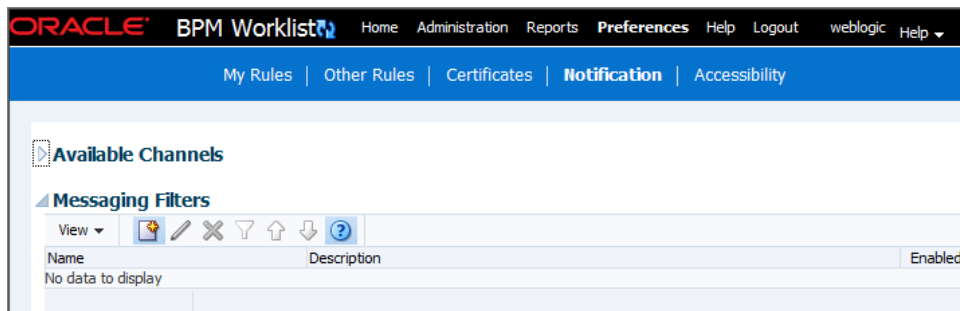 ORACLE BPM Worklist Home Administration Reports Preferences Help Logout weblogic Help
My Rules | Other Rules | Certificates | Notification | Accessibility
Available Channels
Messaging Filters
View
Name Description Enabled
No data to display